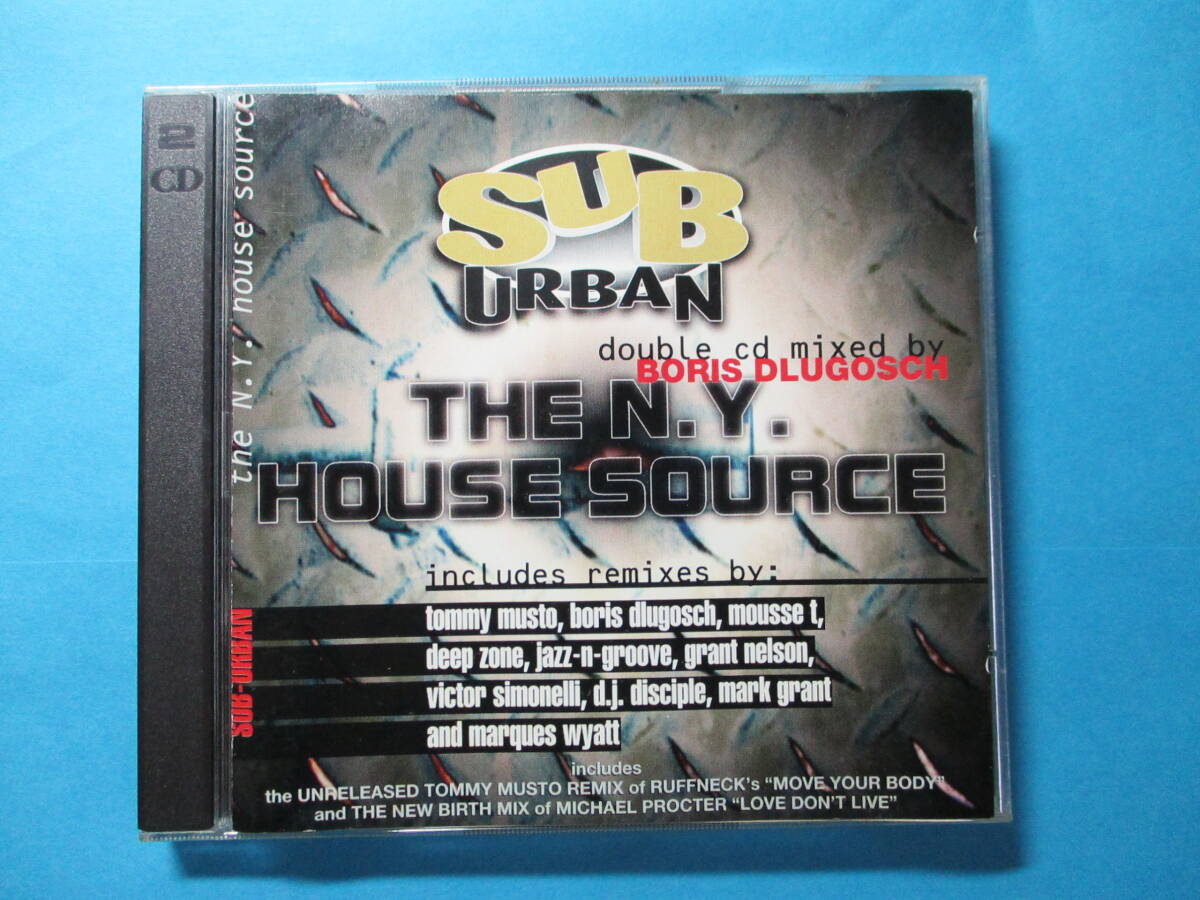 2
CD
the N.Y. house source
SUB-URBAN
SUB
URBAN
double cd mixed by
BORIS DLUGOSCH
THE N.Y.
HOUSE SOURCE
includes remixes by:
tommy musto, boris dlugosch, mousse t,
deep zone, jazz-n-groove, grant nelson,
victor simonelli, d.j. disciple, mark grant
and marques wyatt
includes
the UNRELEASED TOMMY MUSTO REMIX of RUFFNECK's “MOVE YOUR BODY”
and THE NEW BIRTH MIX of MICHAEL PROCTER “LOVE DON'T LIVE”